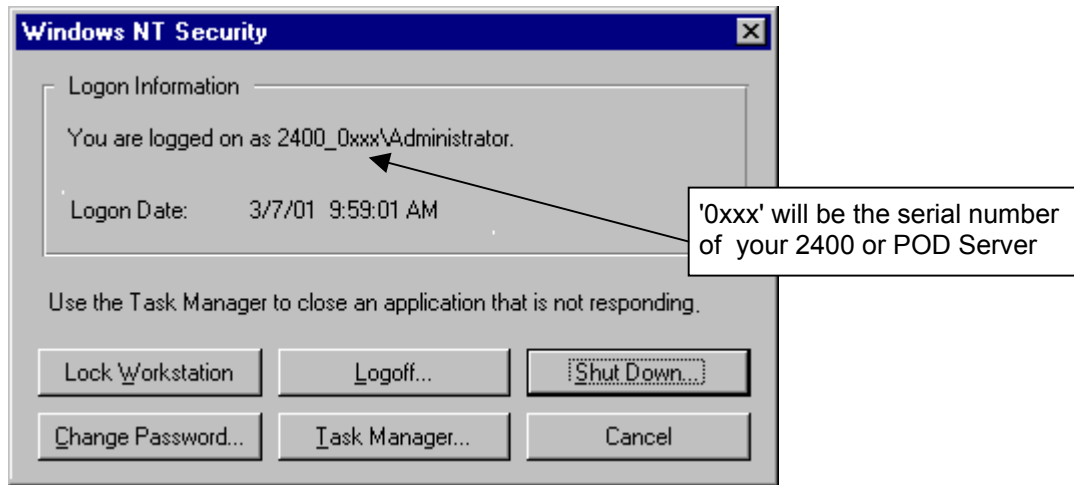 Windows NT Security
Logon Information
You are logged on as 2400_0xxx\Administrator.
Logon Date: 3/7/01 9:59:01 AM
'0xxx' will be the serial number
of your 2400 or POD Server
Use the Task Manager to close an application that is not responding.
Lock Workstation
Logoff...
Shut Down...
Change Password...
Task Manager...
Cancel